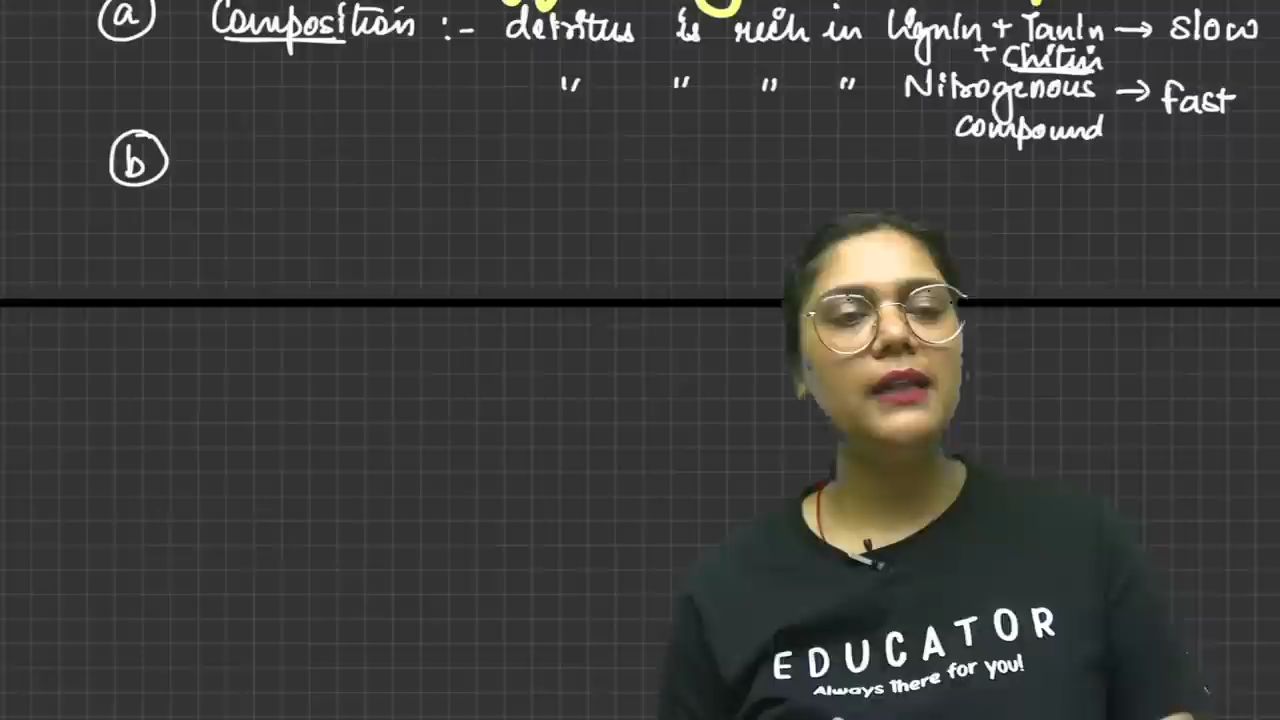 (a) Composition :- detritus is rich in Lignin + Tanin → slow
+ Chitin
" " " " Nitrogenous → fast
compound
(b)
EDUCATOR
Always there for you!